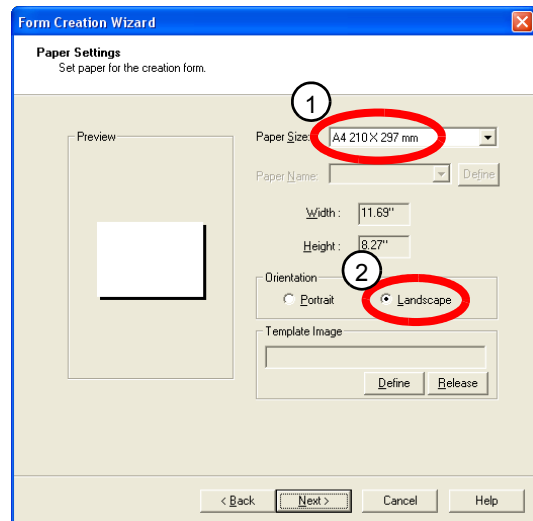 Form Creation Wizard
Paper Settings
Set paper for the creation form.
1
Preview
Paper Size: A4 210 X 297 mm
Paper Name: Define
Width : 11.69"
Height : 8.27"
2
Orientation
Portrait Landscape
Template Image
Define Release
< Back Next > Cancel Help